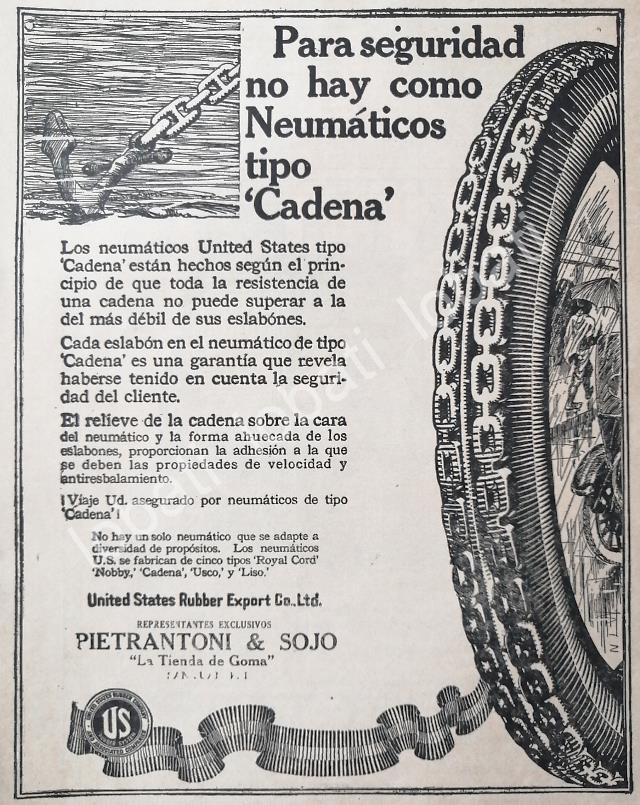 Para seguridad
no hay como
Neumáticos
tipo
'Cadena'
Los neumáticos United States tipo
'Cadena' están hechos según el prin-
cipio de que toda la resistencia de
una cadena no puede superar a la
del más débil de sus eslabónes.
Cada eslabón en el neumático de tipo
'Cadena' es una garantía que revela
haberse tenido en cuenta la seguri-
dad del cliente.
El relieve de la cadena sobre la cara
del neumático y la forma ahuecada de los
eslabones, proporcionan la adhesión a la que
se deben las propiedades de velocidad y
antiresbalamiento.
¡Viaje Ud. asegurado por neumáticos de tipo
'Cadena'!
No hay un solo neumático que se adapte a
diversidad de propósitos. Los neumáticos
U.S. se fabrican de cinco tipos 'Royal Cord'
'Nobby,' 'Cadena', 'Usco,' y 'Liso.'
United States Rubber Export Co., Ltd.
REPRESENTANTES EXCLUSIVOS
PIETRANTONI & SOJO
"La Tienda de Goma"
UNITED STATES RUBBER COMPANY
US